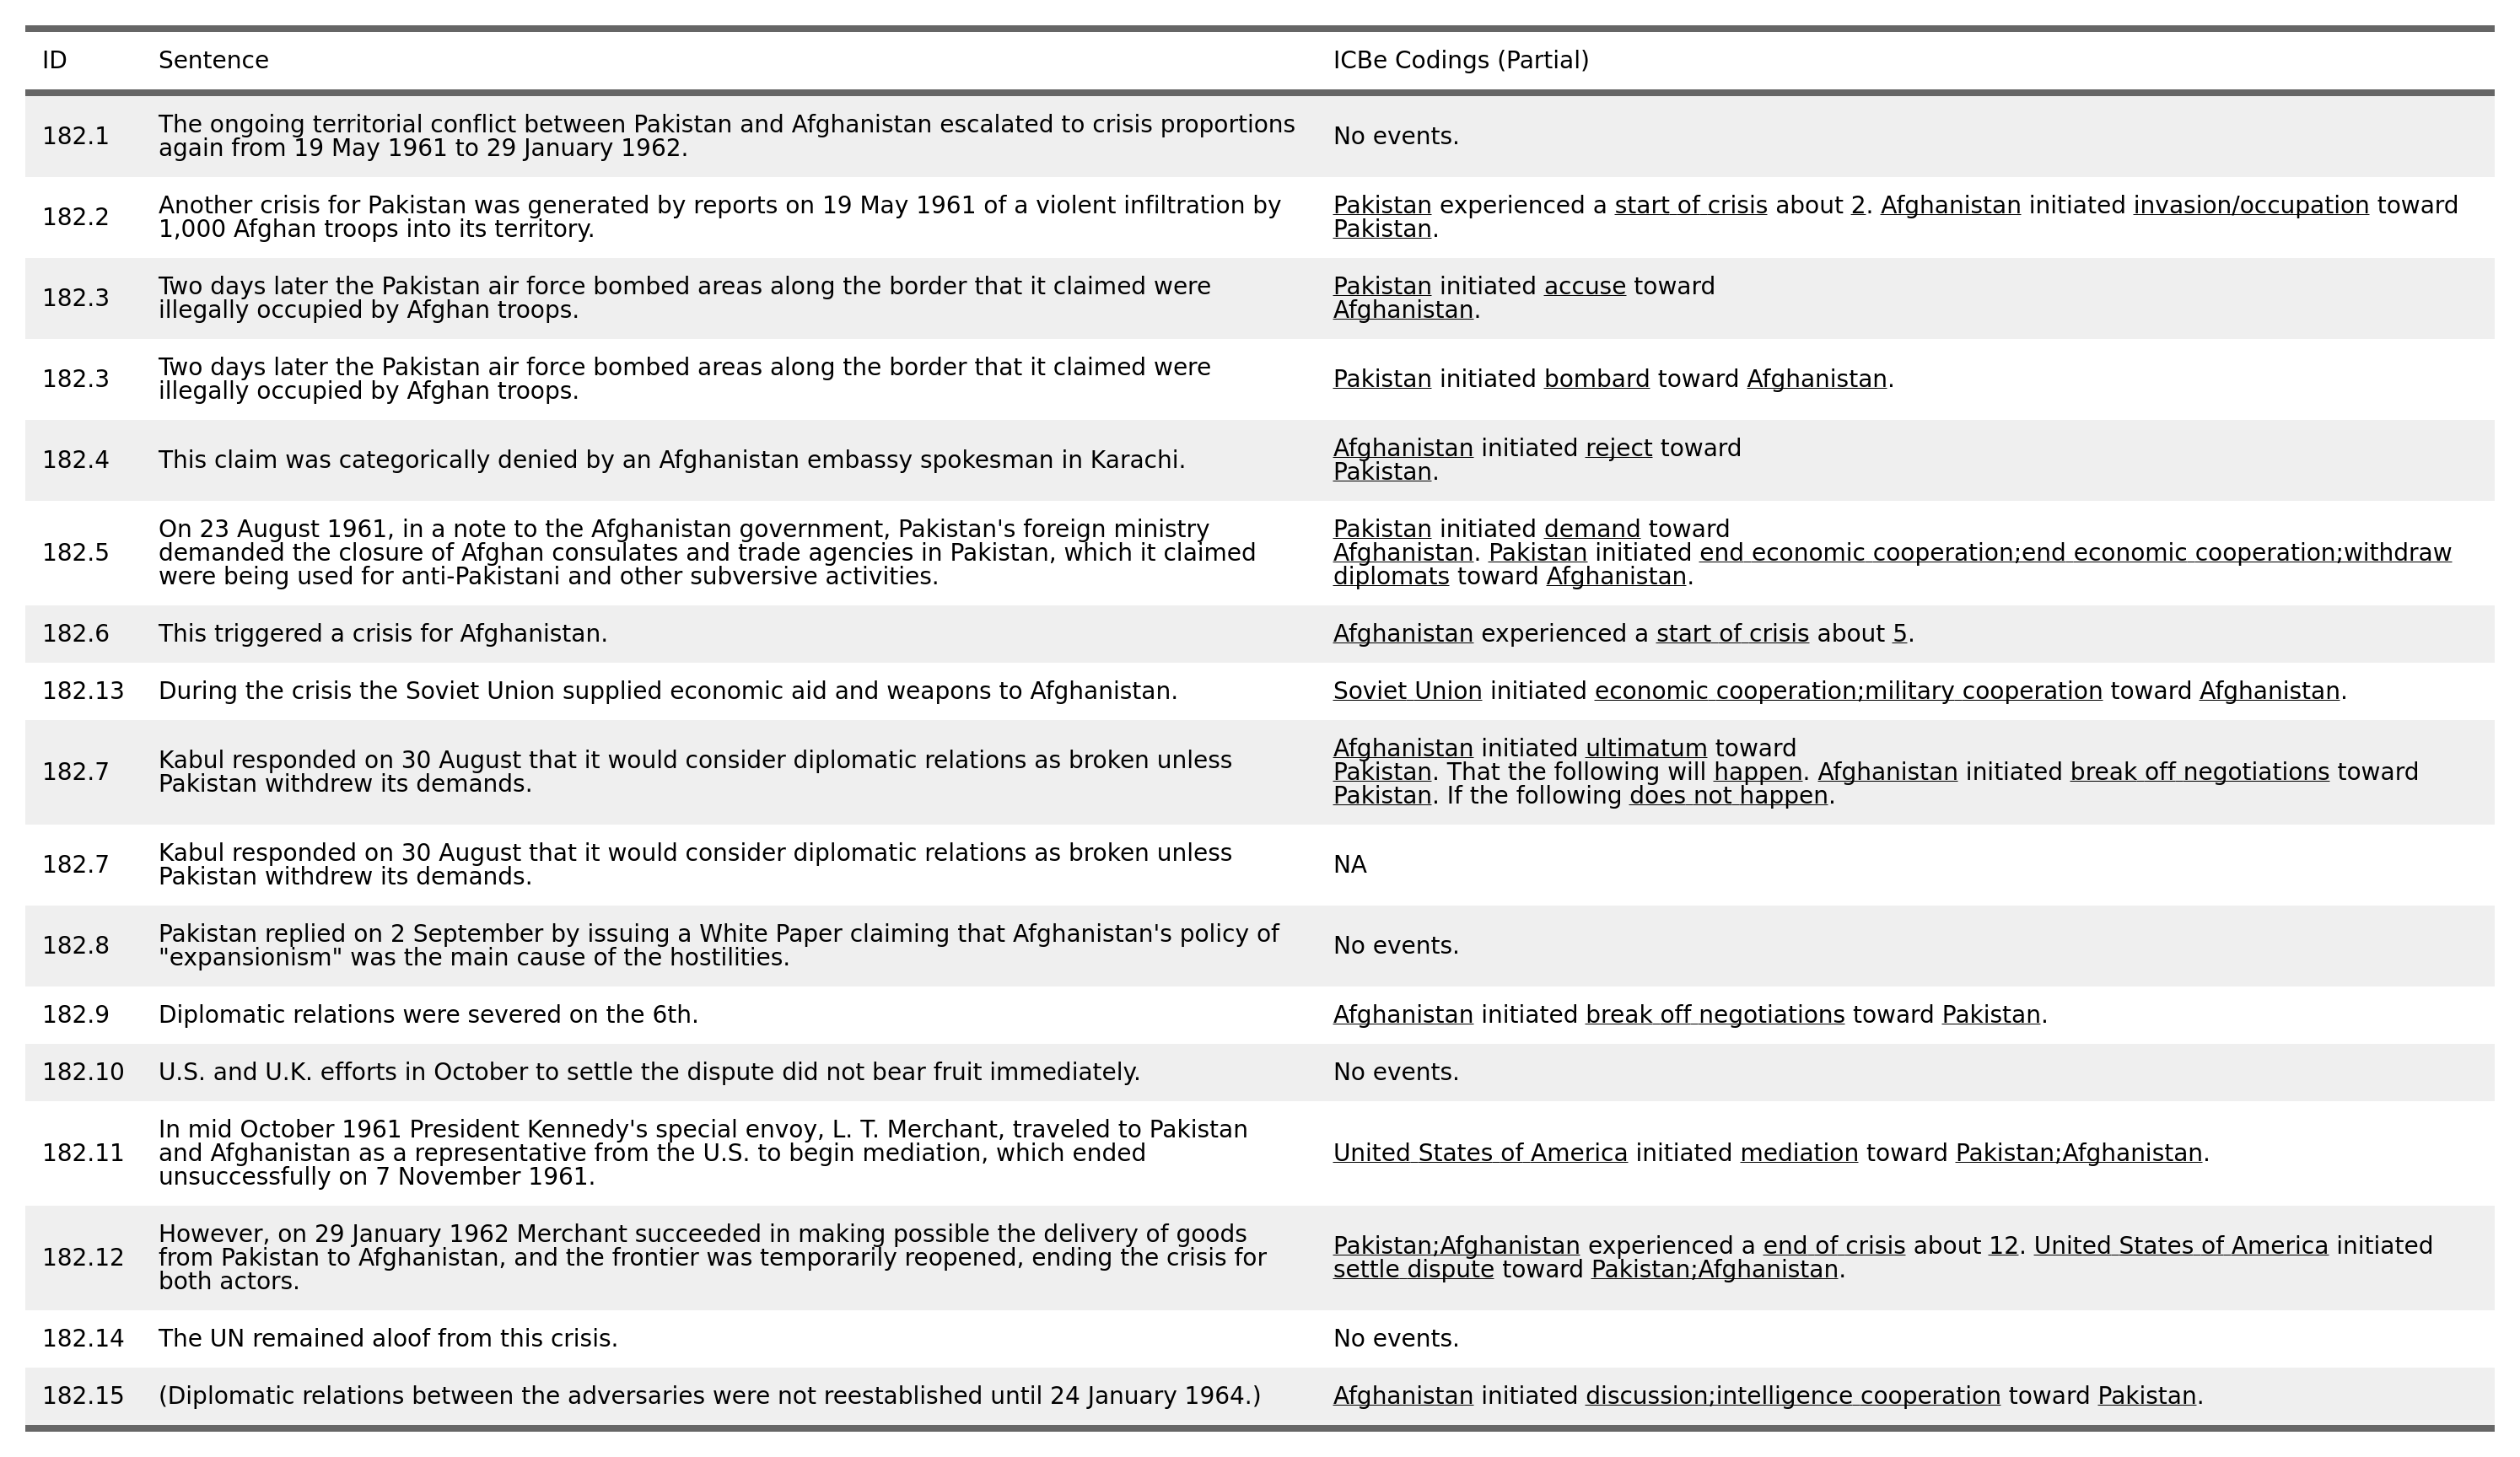 ID Sentence ICBe Codings (Partial)
182.1 The ongoing territorial conflict between Pakistan and Afghanistan escalated to crisis proportions
again from 19 May 1961 to 29 January 1962. No events.
182.2 Another crisis for Pakistan was generated by reports on 19 May 1961 of a violent infiltration by
1,000 Afghan troops into its territory.
Pakistan experienced a start of crisis about 2. Afghanistan initiated invasion/occupation toward
Pakistan.
182.3 Two days later the Pakistan air force bombed areas along the border that it claimed were
illegally occupied by Afghan troops.
Pakistan initiated accuse toward
Afghanistan.
182.3 Two days later the Pakistan air force bombed areas along the border that it claimed were
illegally occupied by Afghan troops.
Pakistan initiated bombard toward Afghanistan.
182.4 This claim was categorically denied by an Afghanistan embassy spokesman in Karachi.
Afghanistan initiated reject toward
Pakistan.
182.5 On 23 August 1961, in a note to the Afghanistan government, Pakistan's foreign ministry
demanded the closure of Afghan consulates and trade agencies in Pakistan, which it claimed
were being used for anti-Pakistani and other subversive activities.
Pakistan initiated demand toward
Afghanistan. Pakistan initiated end economic cooperation;end economic cooperation;withdraw
diplomats toward Afghanistan.
182.6 This triggered a crisis for Afghanistan. Afghanistan experienced a start of crisis about 5.
182.13 During the crisis the Soviet Union supplied economic aid and weapons to Afghanistan. Soviet Union initiated economic cooperation;military cooperation toward Afghanistan.
182.7 Kabul responded on 30 August that it would consider diplomatic relations as broken unless
Pakistan withdrew its demands.
Afghanistan initiated ultimatum toward
Pakistan. That the following will happen. Afghanistan initiated break off negotiations toward
Pakistan. If the following does not happen.
182.7 Kabul responded on 30 August that it would consider diplomatic relations as broken unless
Pakistan withdrew its demands.
NA
182.8 Pakistan replied on 2 September by issuing a White Paper claiming that Afghanistan's policy of
"expansionism" was the main cause of the hostilities.
No events.
182.9 Diplomatic relations were severed on the 6th. Afghanistan initiated break off negotiations toward Pakistan.
182.10 U.S. and U.K. efforts in October to settle the dispute did not bear fruit immediately. No events.
182.11 In mid October 1961 President Kennedy's special envoy, L. T. Merchant, traveled to Pakistan
and Afghanistan as a representative from the U.S. to begin mediation, which ended
unsuccessfully on 7 November 1961.
United States of America initiated mediation toward Pakistan;Afghanistan.
182.12 However, on 29 January 1962 Merchant succeeded in making possible the delivery of goods
from Pakistan to Afghanistan, and the frontier was temporarily reopened, ending the crisis for
both actors.
Pakistan;Afghanistan experienced a end of crisis about 12. United States of America initiated
settle dispute toward Pakistan;Afghanistan.
182.14 The UN remained aloof from this crisis. No events.
182.15 (Diplomatic relations between the adversaries were not reestablished until 24 January 1964.) Afghanistan initiated discussion;intelligence cooperation toward Pakistan.